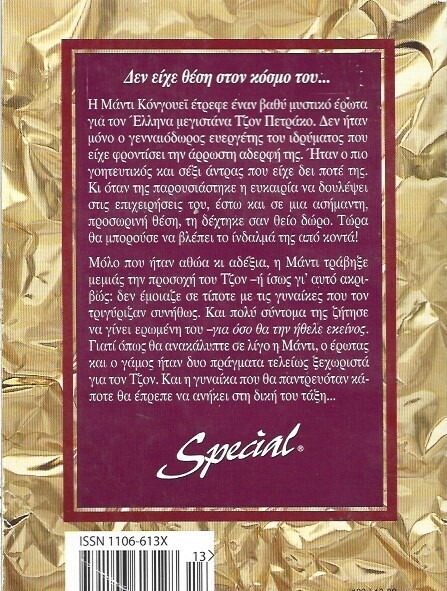 Δεν είχε θέση στον κόσμο του...
Η Μάντι Κόνγουεϊ έτρεφε έναν βαθύ μυστικό έρωτα
για τον Έλληνα μεγιστάνα Τζον Πετράκο. Δεν ήταν
μόνο ο γενναιόδωρος ευεργέτης του ιδρύματος που
είχε φροντίσει την άρρωστη αδερφή της. Ήταν ο πιο
γοητευτικός και σέξι άντρας που είχε δει ποτέ της.
Κι όταν της παρουσιάστηκε η ευκαιρία να δουλέψει
στις επιχειρήσεις του, έστω και σε μια ασήμαντη,
προσωρινή θέση, τη δέχτηκε σαν θείο δώρο. Τώρα
θα μπορούσε να βλέπει το ίνδαλμά της από κοντά!
Μόλο που ήταν αθώα κι αδέξια, η Μάντι τράβηξε
μεμιάς την προσοχή του Τζον –ή ίσως γι' αυτό ακρι-
βώς: δεν έμοιαζε σε τίποτε με τις γυναίκες που τον
τριγύριζαν συνήθως. Και πολύ σύντομα της ζήτησε
να γίνει ερωμένη του –για όσο θα την ήθελε εκείνος.
Γιατί όπως θα ανακάλυπτε σε λίγο η Μάντι, ο έρωτας
και ο γάμος ήταν δυο πράγματα τελείως ξεχωριστά
για τον Τζον. Και η γυναίκα που θα παντρευόταν κά-
ποτε θα έπρεπε να ανήκει στη δική του τάξη...
Special®
ISSN 1106-613X
13